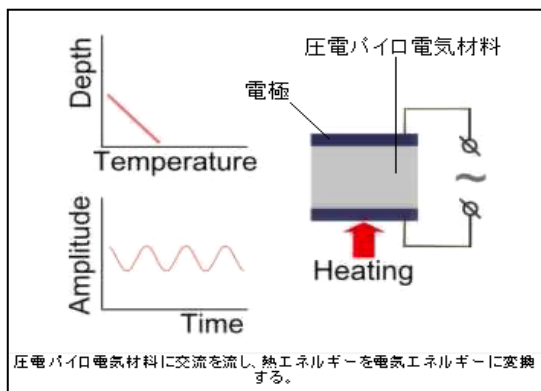 圧電パイロ電気材料
電極
Depth
Temperature
Amplitude
Time
Heating
~
圧電パイロ電気材料に交流を流し、熱エネルギーを電気エネルギーに変換
する。